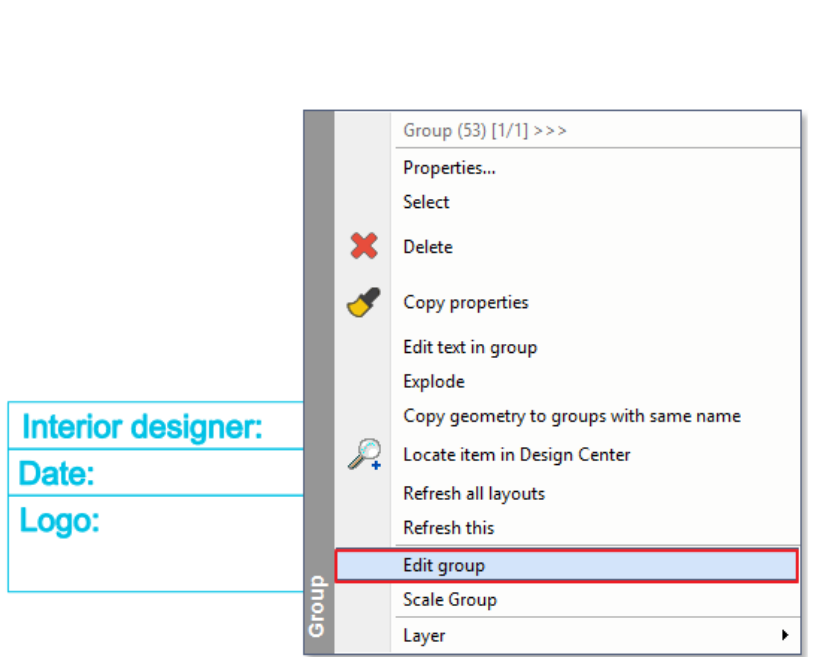 Group (53) [1/1] >>>
Properties...
Select
Delete
Copy properties
Edit text in group
Explode
Copy geometry to groups with same name
Interior designer:
Locate item in Design Center
Date:
Refresh all layouts
Logo:
Refresh this
Edit group
Scale Group
Layer
Group